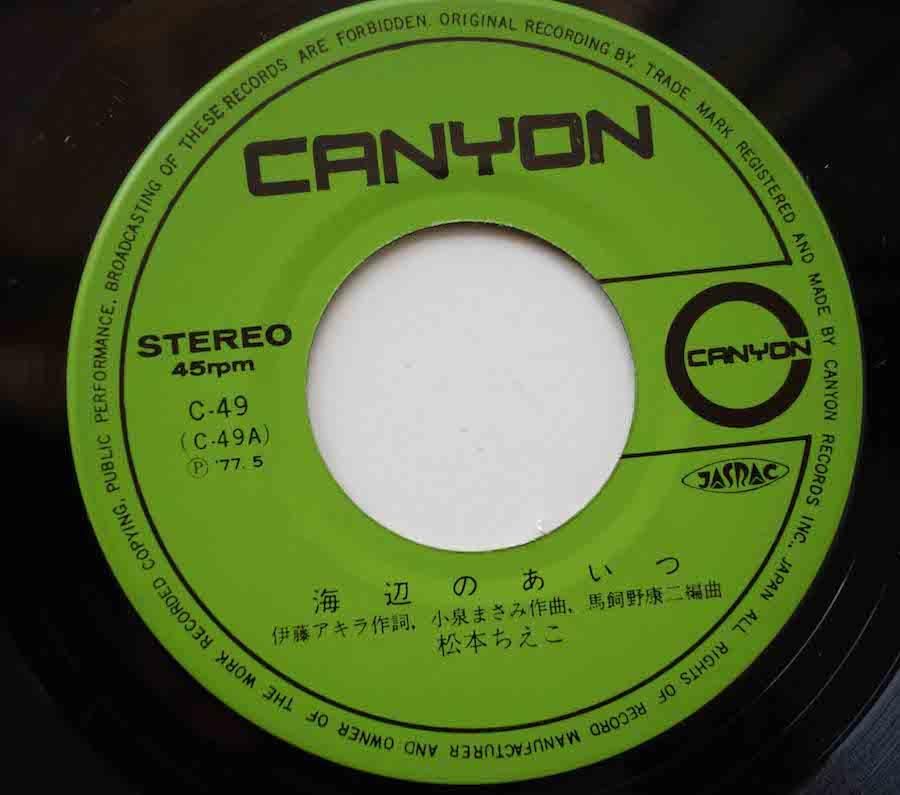 CANYON
STEREO
45rpm
C-49
(C-49A)
Ⓟ '77. 5
CANYON
JASRAC
海辺のあいつ
伊藤アキラ作詞, 小泉まさみ作曲, 馬飼野康二編曲
松本ちえこ
ORIGINAL RECORDING BY, TRADE MARK REGISTERED AND MADE BY CANYON RECORDS INC., JAPAN ALL RIGHTS OF RECORD MANUFACTURER AND OWNER OF THE WORK RECORDED COPYING, PUBLIC PERFORMANCE, BROADCASTING OF THESE RECORDS ARE FORBIDDEN.